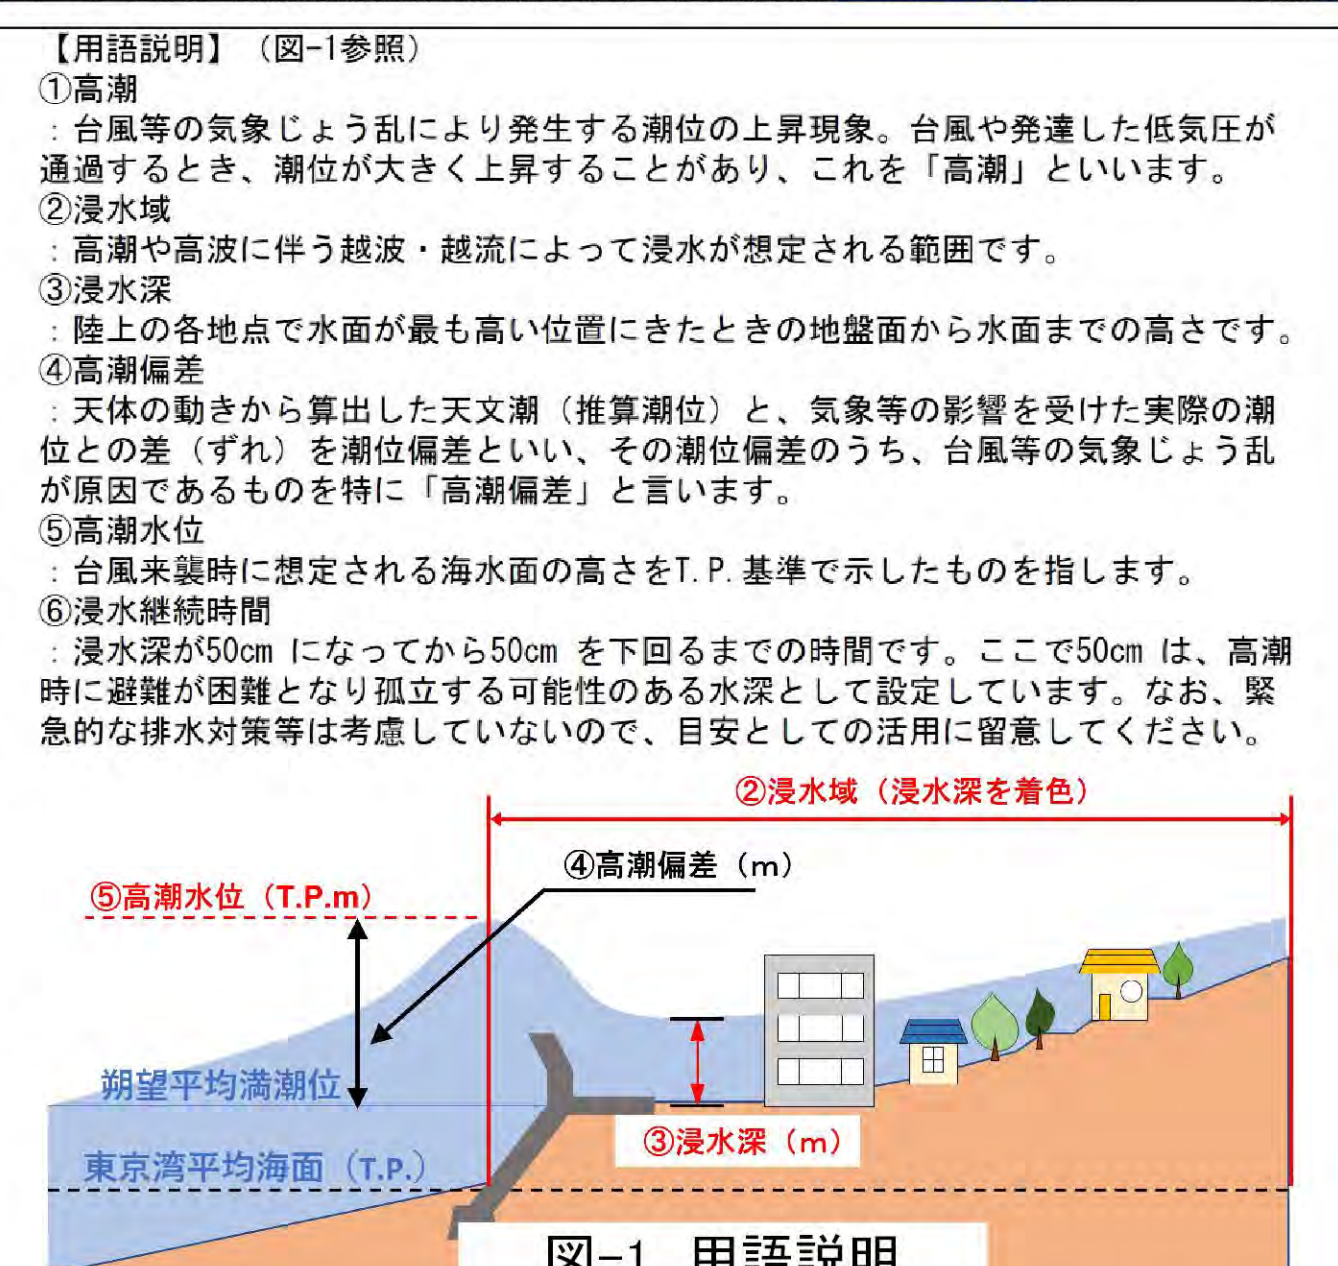 【用語説明】（図-1参照）
①高潮
：台風等の気象じょう乱により発生する潮位の上昇現象。台風や発達した低気圧が
通過するとき、潮位が大きく上昇することがあり、これを「高潮」といいます。
②浸水域
：高潮や高波に伴う越波・越流によって浸水が想定される範囲です。
③浸水深
：陸上の各地点で水面が最も高い位置にきたときの地盤面から水面までの高さです。
④高潮偏差
：天体の動きから算出した天文潮（推算潮位）と、気象等の影響を受けた実際の潮
位との差（ずれ）を潮位偏差といい、その潮位偏差のうち、台風等の気象じょう乱
が原因であるものを特に「高潮偏差」と言います。
⑤高潮水位
：台風来襲時に想定される海水面の高さをT.P.基準で示したものを指します。
⑥浸水継続時間
：浸水深が50cm になってから50cm を下回るまでの時間です。ここで50cm は、高潮
時に避難が困難となり孤立する可能性のある水深として設定しています。なお、緊
急的な排水対策等は考慮していないので、目安としての活用に留意してください。
②浸水域（浸水深を着色）
④高潮偏差（m）
⑤高潮水位（T.P.m）
朔望平均満潮位
③浸水深（m）
東京湾平均海面（T.P.）
図-1 用語説明